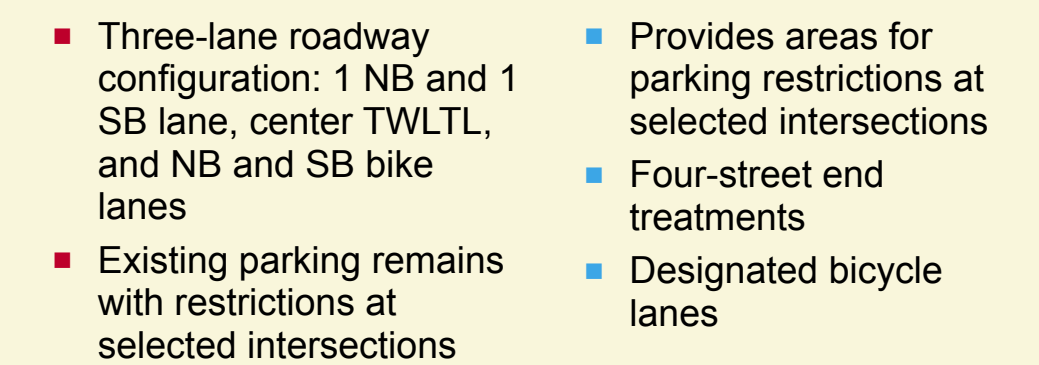 Three-lane roadway
configuration: 1 NB and 1
SB lane, center TWLTL,
and NB and SB bike
lanes
Existing parking remains
with restrictions at
selected intersections
Provides areas for
parking restrictions at
selected intersections
Four-street end
treatments
Designated bicycle
lanes